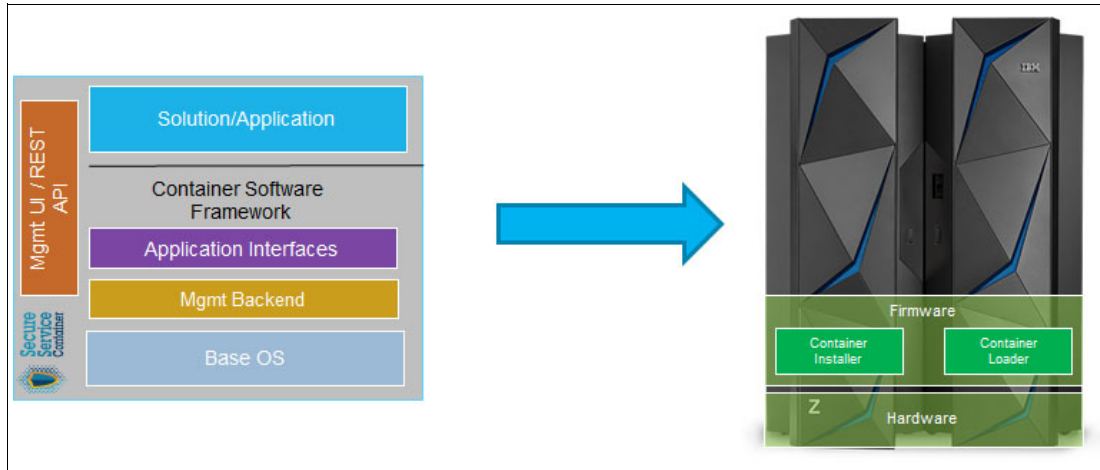 Mgmt UI / REST
API
Secure
Service
Container
Solution/Application
Container Software
Framework
Application Interfaces
Mgmt Backend
Base OS
IBM
Firmware
Container
Installer
Container
Loader
Z
Hardware